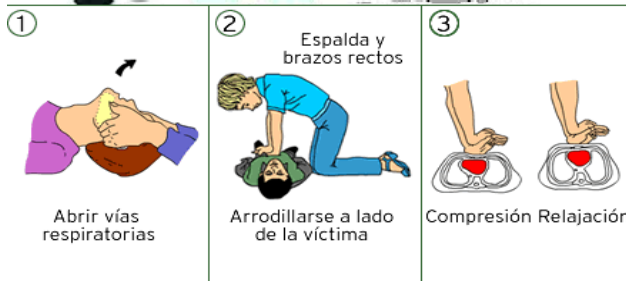 1
Abrir vías
respiratorias
2
Espalda y
brazos rectos
Arrodillarse a lado
de la víctima
3
Compresión Relajación